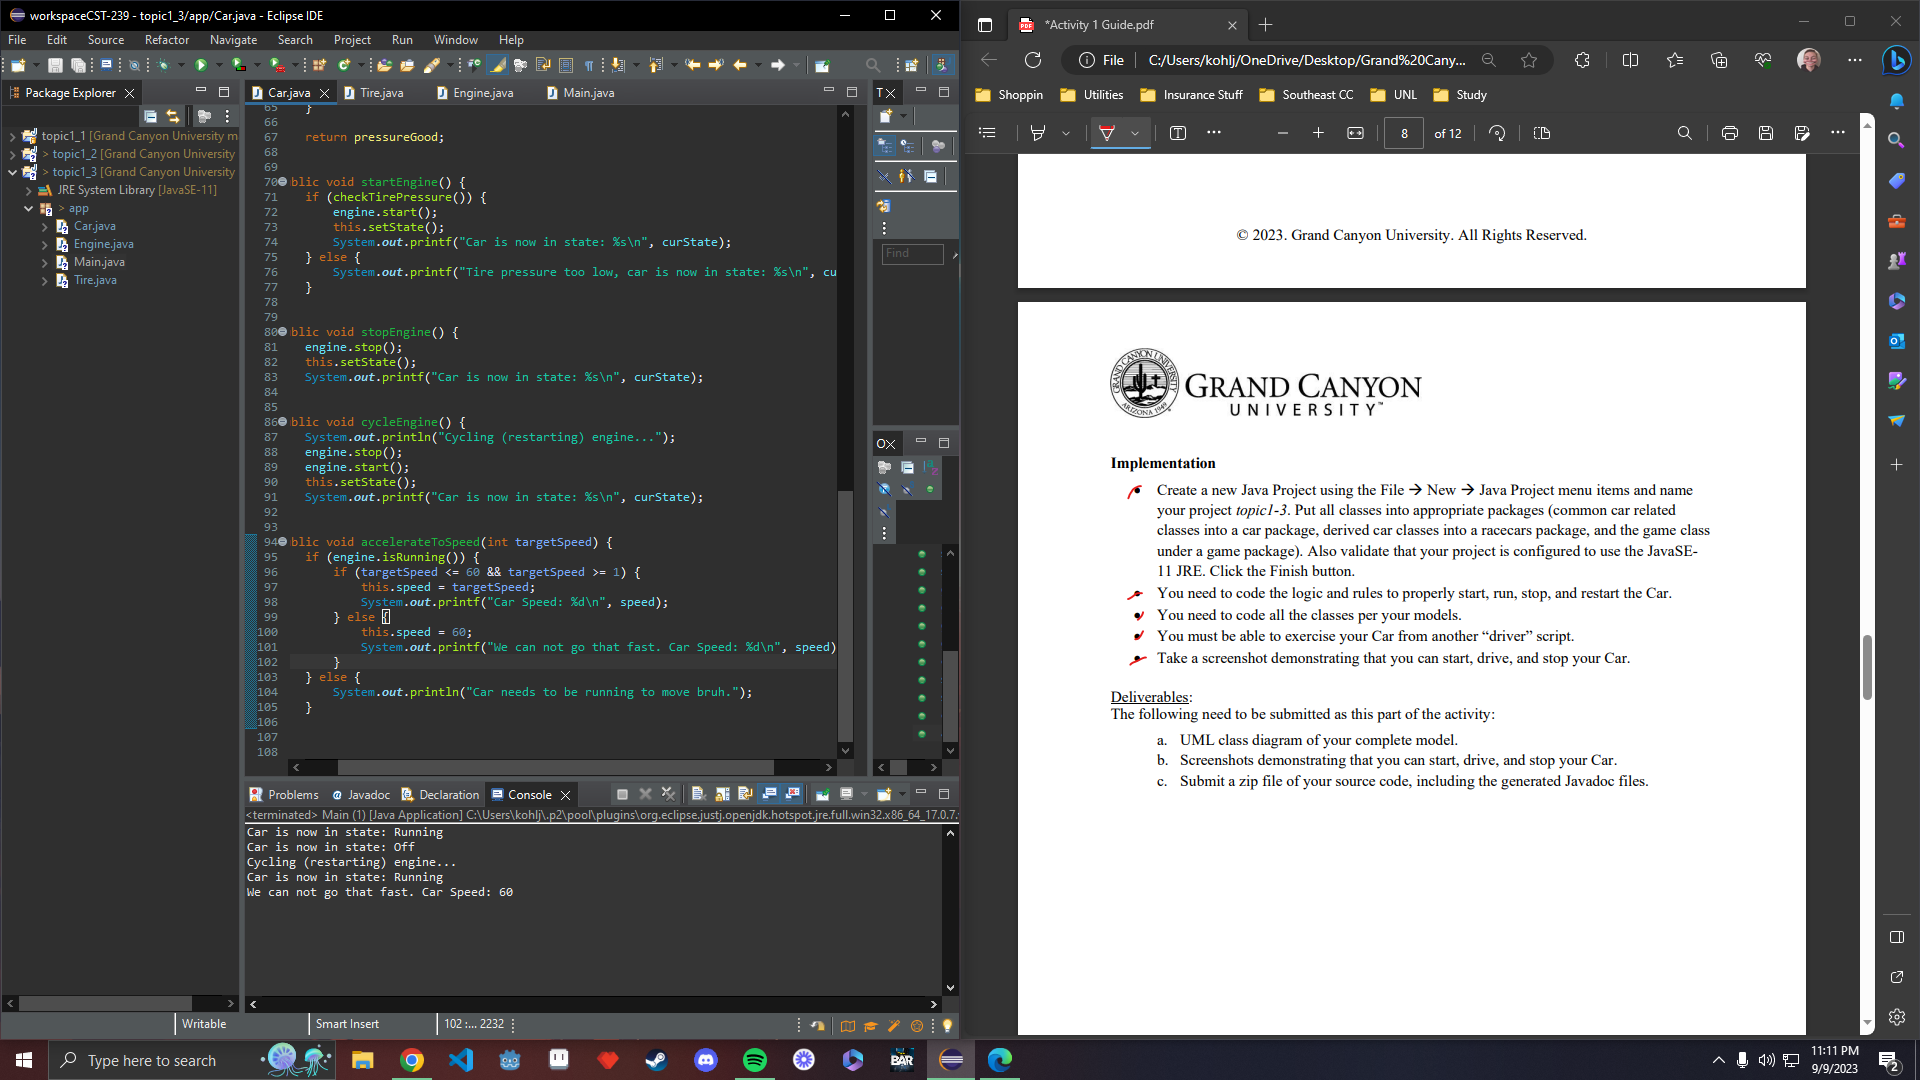 workspaceCST-239 - topic1_3/app/Car.java - Eclipse IDE
File Edit Source Refactor Navigate Search Project Run Window Help
Package Explorer
topic1_1 [Grand Canyon University m
> topic1_2 [Grand Canyon University
> topic1_3 [Grand Canyon University
JRE System Library [JavaSE-11]
> app
Car.java
Engine.java
Main.java
Tire.java
Car.java Tire.java Engine.java Main.java
65 }
66
67 return pressureGood;
68
69
70 blic void startEngine() {
71 if (checkTirePressure()) {
72 engine.start();
73 this.setState();
74 System.out.printf("Car is now in state: %s\n", curState);
75 } else {
76 System.out.printf("Tire pressure too low, car is now in state: %s\n", cu
77 }
78
79
80 blic void stopEngine() {
81 engine.stop();
82 this.setState();
83 System.out.printf("Car is now in state: %s\n", curState);
84
85
86 blic void cycleEngine() {
87 System.out.println("Cycling (restarting) engine...");
88 engine.stop();
89 engine.start();
90 this.setState();
91 System.out.printf("Car is now in state: %s\n", curState);
92
93
94 blic void accelerateToSpeed(int targetSpeed) {
95 if (engine.isRunning()) {
96 if (targetSpeed <= 60 && targetSpeed >= 1) {
97 this.speed = targetSpeed;
98 System.out.printf("Car Speed: %d\n", speed);
99 } else {
100 this.speed = 60;
101 System.out.printf("We can not go that fast. Car Speed: %d\n", speed)
102 }
103 } else {
104 System.out.println("Car needs to be running to move bruh.");
105 }
106
107
108
T
Find
O
Problems Javadoc Declaration Console
<terminated> Main (1) [Java Application] C:\Users\kohlj\.p2\pool\plugins\org.eclipse.justj.openjdk.hotspot.jre.full.win32.x86_64_17.0.7.
Car is now in state: Running
Car is now in state: Off
Cycling (restarting) engine...
Car is now in state: Running
We can not go that fast. Car Speed: 60
Writable Smart Insert 102 :... 2232
*Activity 1 Guide.pdf
File C:/Users/kohlj/OneDrive/Desktop/Grand%20Cany...
Shoppin Utilities Insurance Stuff Southeast CC UNL Study
8 of 12
© 2023. Grand Canyon University. All Rights Reserved.
GRAND CANYON UNIVERSITY ARIZONA 1949
GRAND CANYON
UNIVERSITY™
Implementation
• Create a new Java Project using the File → New → Java Project menu items and name
your project topic1-3. Put all classes into appropriate packages (common car related
classes into a car package, derived car classes into a racecars package, and the game class
under a game package). Also validate that your project is configured to use the JavaSE-
11 JRE. Click the Finish button.
• You need to code the logic and rules to properly start, run, stop, and restart the Car.
• You need to code all the classes per your models.
• You must be able to exercise your Car from another “driver” script.
• Take a screenshot demonstrating that you can start, drive, and stop your Car.
Deliverables:
The following need to be submitted as this part of the activity:
a. UML class diagram of your complete model.
b. Screenshots demonstrating that you can start, drive, and stop your Car.
c. Submit a zip file of your source code, including the generated Javadoc files.
Type here to search
BAR
11:11 PM
9/9/2023
2